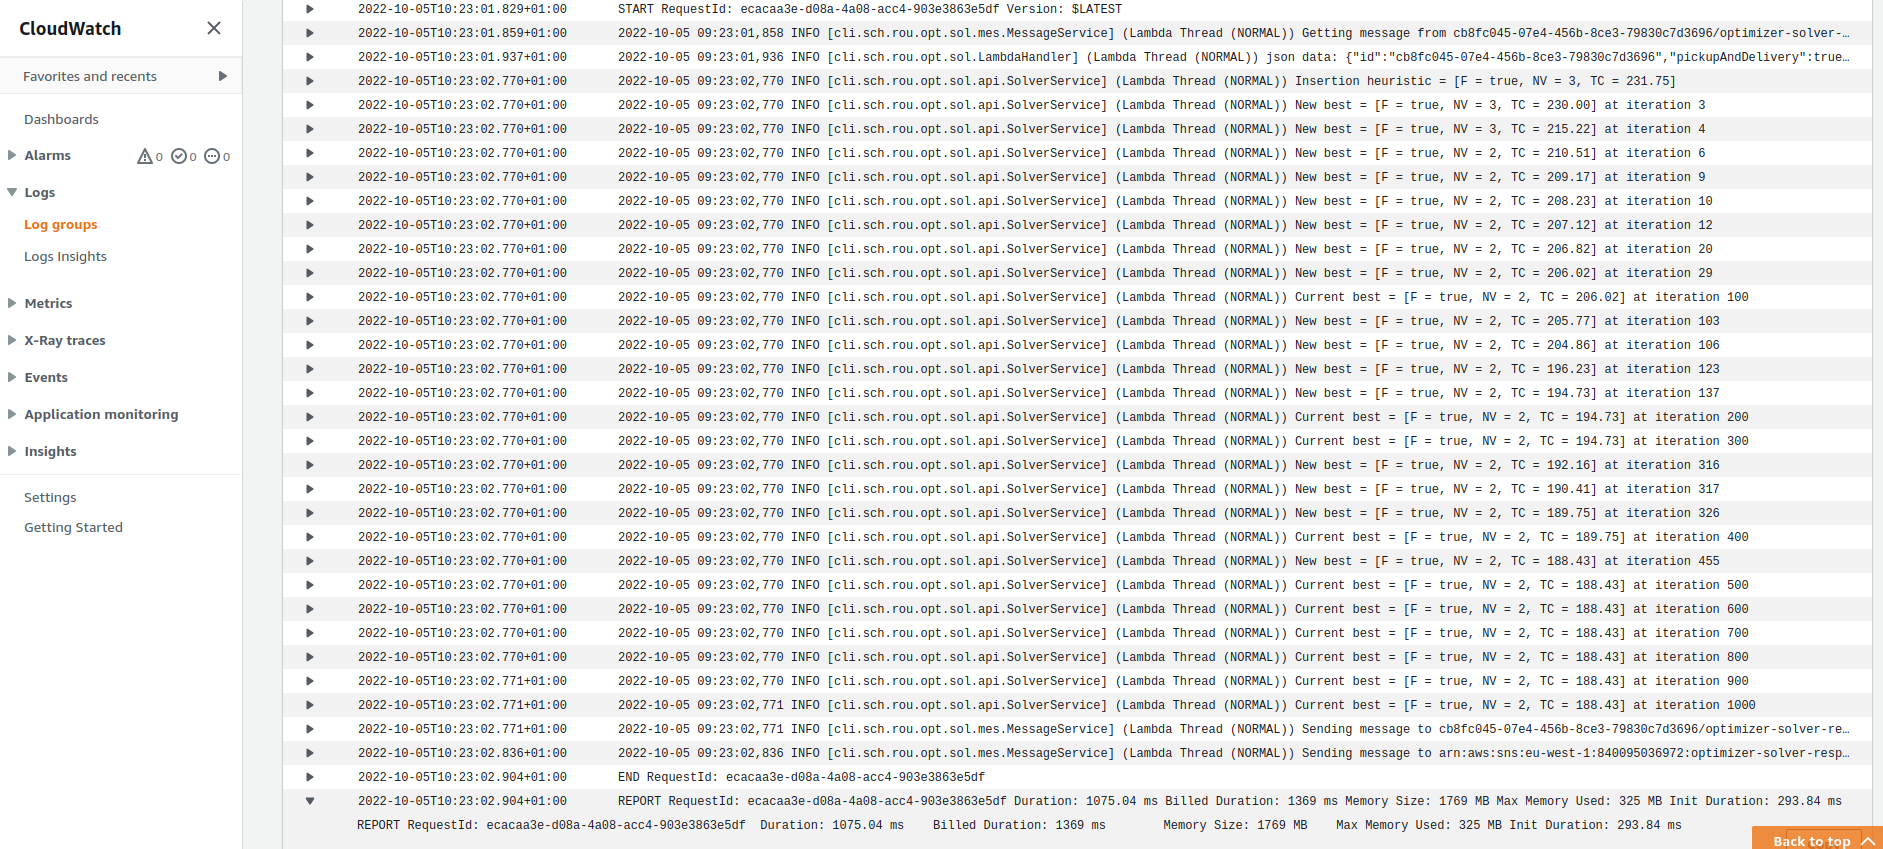 CloudWatch
Favorites and recents
Dashboards
Alarms 0 0 0
Logs
Log groups
Logs Insights
Metrics
X-Ray traces
Events
Application monitoring
Insights
Settings
Getting Started
2022-10-05T10:23:01.829+01:00 START RequestId: ecacaa3e-d08a-4a08-acc4-903e3863e5df Version: $LATEST
2022-10-05T10:23:01.859+01:00 2022-10-05 09:23:01,858 INFO [cli.sch.rou.opt.sol.mes.MessageService] (Lambda Thread (NORMAL)) Getting message from cb8fc045-07e4-456b-8ce3-79830c7d3696/optimizer-solver-…
2022-10-05T10:23:01.937+01:00 2022-10-05 09:23:01,936 INFO [cli.sch.rou.opt.sol.LambdaHandler] (Lambda Thread (NORMAL)) json data: {"id":"cb8fc045-07e4-456b-8ce3-79830c7d3696","pickupAndDelivery":true…
2022-10-05T10:23:02.770+01:00 2022-10-05 09:23:02,770 INFO [cli.sch.rou.opt.sol.api.SolverService] (Lambda Thread (NORMAL)) Insertion heuristic = [F = true, NV = 3, TC = 231.75]
2022-10-05T10:23:02.770+01:00 2022-10-05 09:23:02,770 INFO [cli.sch.rou.opt.sol.api.SolverService] (Lambda Thread (NORMAL)) New best = [F = true, NV = 3, TC = 230.00] at iteration 3
2022-10-05T10:23:02.770+01:00 2022-10-05 09:23:02,770 INFO [cli.sch.rou.opt.sol.api.SolverService] (Lambda Thread (NORMAL)) New best = [F = true, NV = 3, TC = 215.22] at iteration 4
2022-10-05T10:23:02.770+01:00 2022-10-05 09:23:02,770 INFO [cli.sch.rou.opt.sol.api.SolverService] (Lambda Thread (NORMAL)) New best = [F = true, NV = 2, TC = 210.51] at iteration 6
2022-10-05T10:23:02.770+01:00 2022-10-05 09:23:02,770 INFO [cli.sch.rou.opt.sol.api.SolverService] (Lambda Thread (NORMAL)) New best = [F = true, NV = 2, TC = 209.17] at iteration 9
2022-10-05T10:23:02.770+01:00 2022-10-05 09:23:02,770 INFO [cli.sch.rou.opt.sol.api.SolverService] (Lambda Thread (NORMAL)) New best = [F = true, NV = 2, TC = 208.23] at iteration 10
2022-10-05T10:23:02.770+01:00 2022-10-05 09:23:02,770 INFO [cli.sch.rou.opt.sol.api.SolverService] (Lambda Thread (NORMAL)) New best = [F = true, NV = 2, TC = 207.12] at iteration 12
2022-10-05T10:23:02.770+01:00 2022-10-05 09:23:02,770 INFO [cli.sch.rou.opt.sol.api.SolverService] (Lambda Thread (NORMAL)) New best = [F = true, NV = 2, TC = 206.82] at iteration 20
2022-10-05T10:23:02.770+01:00 2022-10-05 09:23:02,770 INFO [cli.sch.rou.opt.sol.api.SolverService] (Lambda Thread (NORMAL)) New best = [F = true, NV = 2, TC = 206.02] at iteration 29
2022-10-05T10:23:02.770+01:00 2022-10-05 09:23:02,770 INFO [cli.sch.rou.opt.sol.api.SolverService] (Lambda Thread (NORMAL)) Current best = [F = true, NV = 2, TC = 206.02] at iteration 100
2022-10-05T10:23:02.770+01:00 2022-10-05 09:23:02,770 INFO [cli.sch.rou.opt.sol.api.SolverService] (Lambda Thread (NORMAL)) New best = [F = true, NV = 2, TC = 205.77] at iteration 103
2022-10-05T10:23:02.770+01:00 2022-10-05 09:23:02,770 INFO [cli.sch.rou.opt.sol.api.SolverService] (Lambda Thread (NORMAL)) New best = [F = true, NV = 2, TC = 204.86] at iteration 106
2022-10-05T10:23:02.770+01:00 2022-10-05 09:23:02,770 INFO [cli.sch.rou.opt.sol.api.SolverService] (Lambda Thread (NORMAL)) New best = [F = true, NV = 2, TC = 196.23] at iteration 123
2022-10-05T10:23:02.770+01:00 2022-10-05 09:23:02,770 INFO [cli.sch.rou.opt.sol.api.SolverService] (Lambda Thread (NORMAL)) New best = [F = true, NV = 2, TC = 194.73] at iteration 137
2022-10-05T10:23:02.770+01:00 2022-10-05 09:23:02,770 INFO [cli.sch.rou.opt.sol.api.SolverService] (Lambda Thread (NORMAL)) Current best = [F = true, NV = 2, TC = 194.73] at iteration 200
2022-10-05T10:23:02.770+01:00 2022-10-05 09:23:02,770 INFO [cli.sch.rou.opt.sol.api.SolverService] (Lambda Thread (NORMAL)) Current best = [F = true, NV = 2, TC = 194.73] at iteration 300
2022-10-05T10:23:02.770+01:00 2022-10-05 09:23:02,770 INFO [cli.sch.rou.opt.sol.api.SolverService] (Lambda Thread (NORMAL)) New best = [F = true, NV = 2, TC = 192.16] at iteration 316
2022-10-05T10:23:02.770+01:00 2022-10-05 09:23:02,770 INFO [cli.sch.rou.opt.sol.api.SolverService] (Lambda Thread (NORMAL)) New best = [F = true, NV = 2, TC = 190.41] at iteration 317
2022-10-05T10:23:02.770+01:00 2022-10-05 09:23:02,770 INFO [cli.sch.rou.opt.sol.api.SolverService] (Lambda Thread (NORMAL)) New best = [F = true, NV = 2, TC = 189.75] at iteration 326
2022-10-05T10:23:02.770+01:00 2022-10-05 09:23:02,770 INFO [cli.sch.rou.opt.sol.api.SolverService] (Lambda Thread (NORMAL)) Current best = [F = true, NV = 2, TC = 189.75] at iteration 400
2022-10-05T10:23:02.770+01:00 2022-10-05 09:23:02,770 INFO [cli.sch.rou.opt.sol.api.SolverService] (Lambda Thread (NORMAL)) New best = [F = true, NV = 2, TC = 188.43] at iteration 455
2022-10-05T10:23:02.770+01:00 2022-10-05 09:23:02,770 INFO [cli.sch.rou.opt.sol.api.SolverService] (Lambda Thread (NORMAL)) Current best = [F = true, NV = 2, TC = 188.43] at iteration 500
2022-10-05T10:23:02.770+01:00 2022-10-05 09:23:02,770 INFO [cli.sch.rou.opt.sol.api.SolverService] (Lambda Thread (NORMAL)) Current best = [F = true, NV = 2, TC = 188.43] at iteration 600
2022-10-05T10:23:02.770+01:00 2022-10-05 09:23:02,770 INFO [cli.sch.rou.opt.sol.api.SolverService] (Lambda Thread (NORMAL)) Current best = [F = true, NV = 2, TC = 188.43] at iteration 700
2022-10-05T10:23:02.770+01:00 2022-10-05 09:23:02,770 INFO [cli.sch.rou.opt.sol.api.SolverService] (Lambda Thread (NORMAL)) Current best = [F = true, NV = 2, TC = 188.43] at iteration 800
2022-10-05T10:23:02.771+01:00 2022-10-05 09:23:02,770 INFO [cli.sch.rou.opt.sol.api.SolverService] (Lambda Thread (NORMAL)) Current best = [F = true, NV = 2, TC = 188.43] at iteration 900
2022-10-05T10:23:02.771+01:00 2022-10-05 09:23:02,771 INFO [cli.sch.rou.opt.sol.api.SolverService] (Lambda Thread (NORMAL)) Current best = [F = true, NV = 2, TC = 188.43] at iteration 1000
2022-10-05T10:23:02.771+01:00 2022-10-05 09:23:02,771 INFO [cli.sch.rou.opt.sol.mes.MessageService] (Lambda Thread (NORMAL)) Sending message to cb8fc045-07e4-456b-8ce3-79830c7d3696/optimizer-solver-re…
2022-10-05T10:23:02.836+01:00 2022-10-05 09:23:02,836 INFO [cli.sch.rou.opt.sol.mes.MessageService] (Lambda Thread (NORMAL)) Sending message to arn:aws:sns:eu-west-1:840095036972:optimizer-solver-resp…
2022-10-05T10:23:02.904+01:00 END RequestId: ecacaa3e-d08a-4a08-acc4-903e3863e5df
2022-10-05T10:23:02.904+01:00 REPORT RequestId: ecacaa3e-d08a-4a08-acc4-903e3863e5df Duration: 1075.04 ms Billed Duration: 1369 ms Memory Size: 1769 MB Max Memory Used: 325 MB Init Duration: 293.84 ms
REPORT RequestId: ecacaa3e-d08a-4a08-acc4-903e3863e5df Duration: 1075.04 ms Billed Duration: 1369 ms Memory Size: 1769 MB Max Memory Used: 325 MB Init Duration: 293.84 ms
Back to top